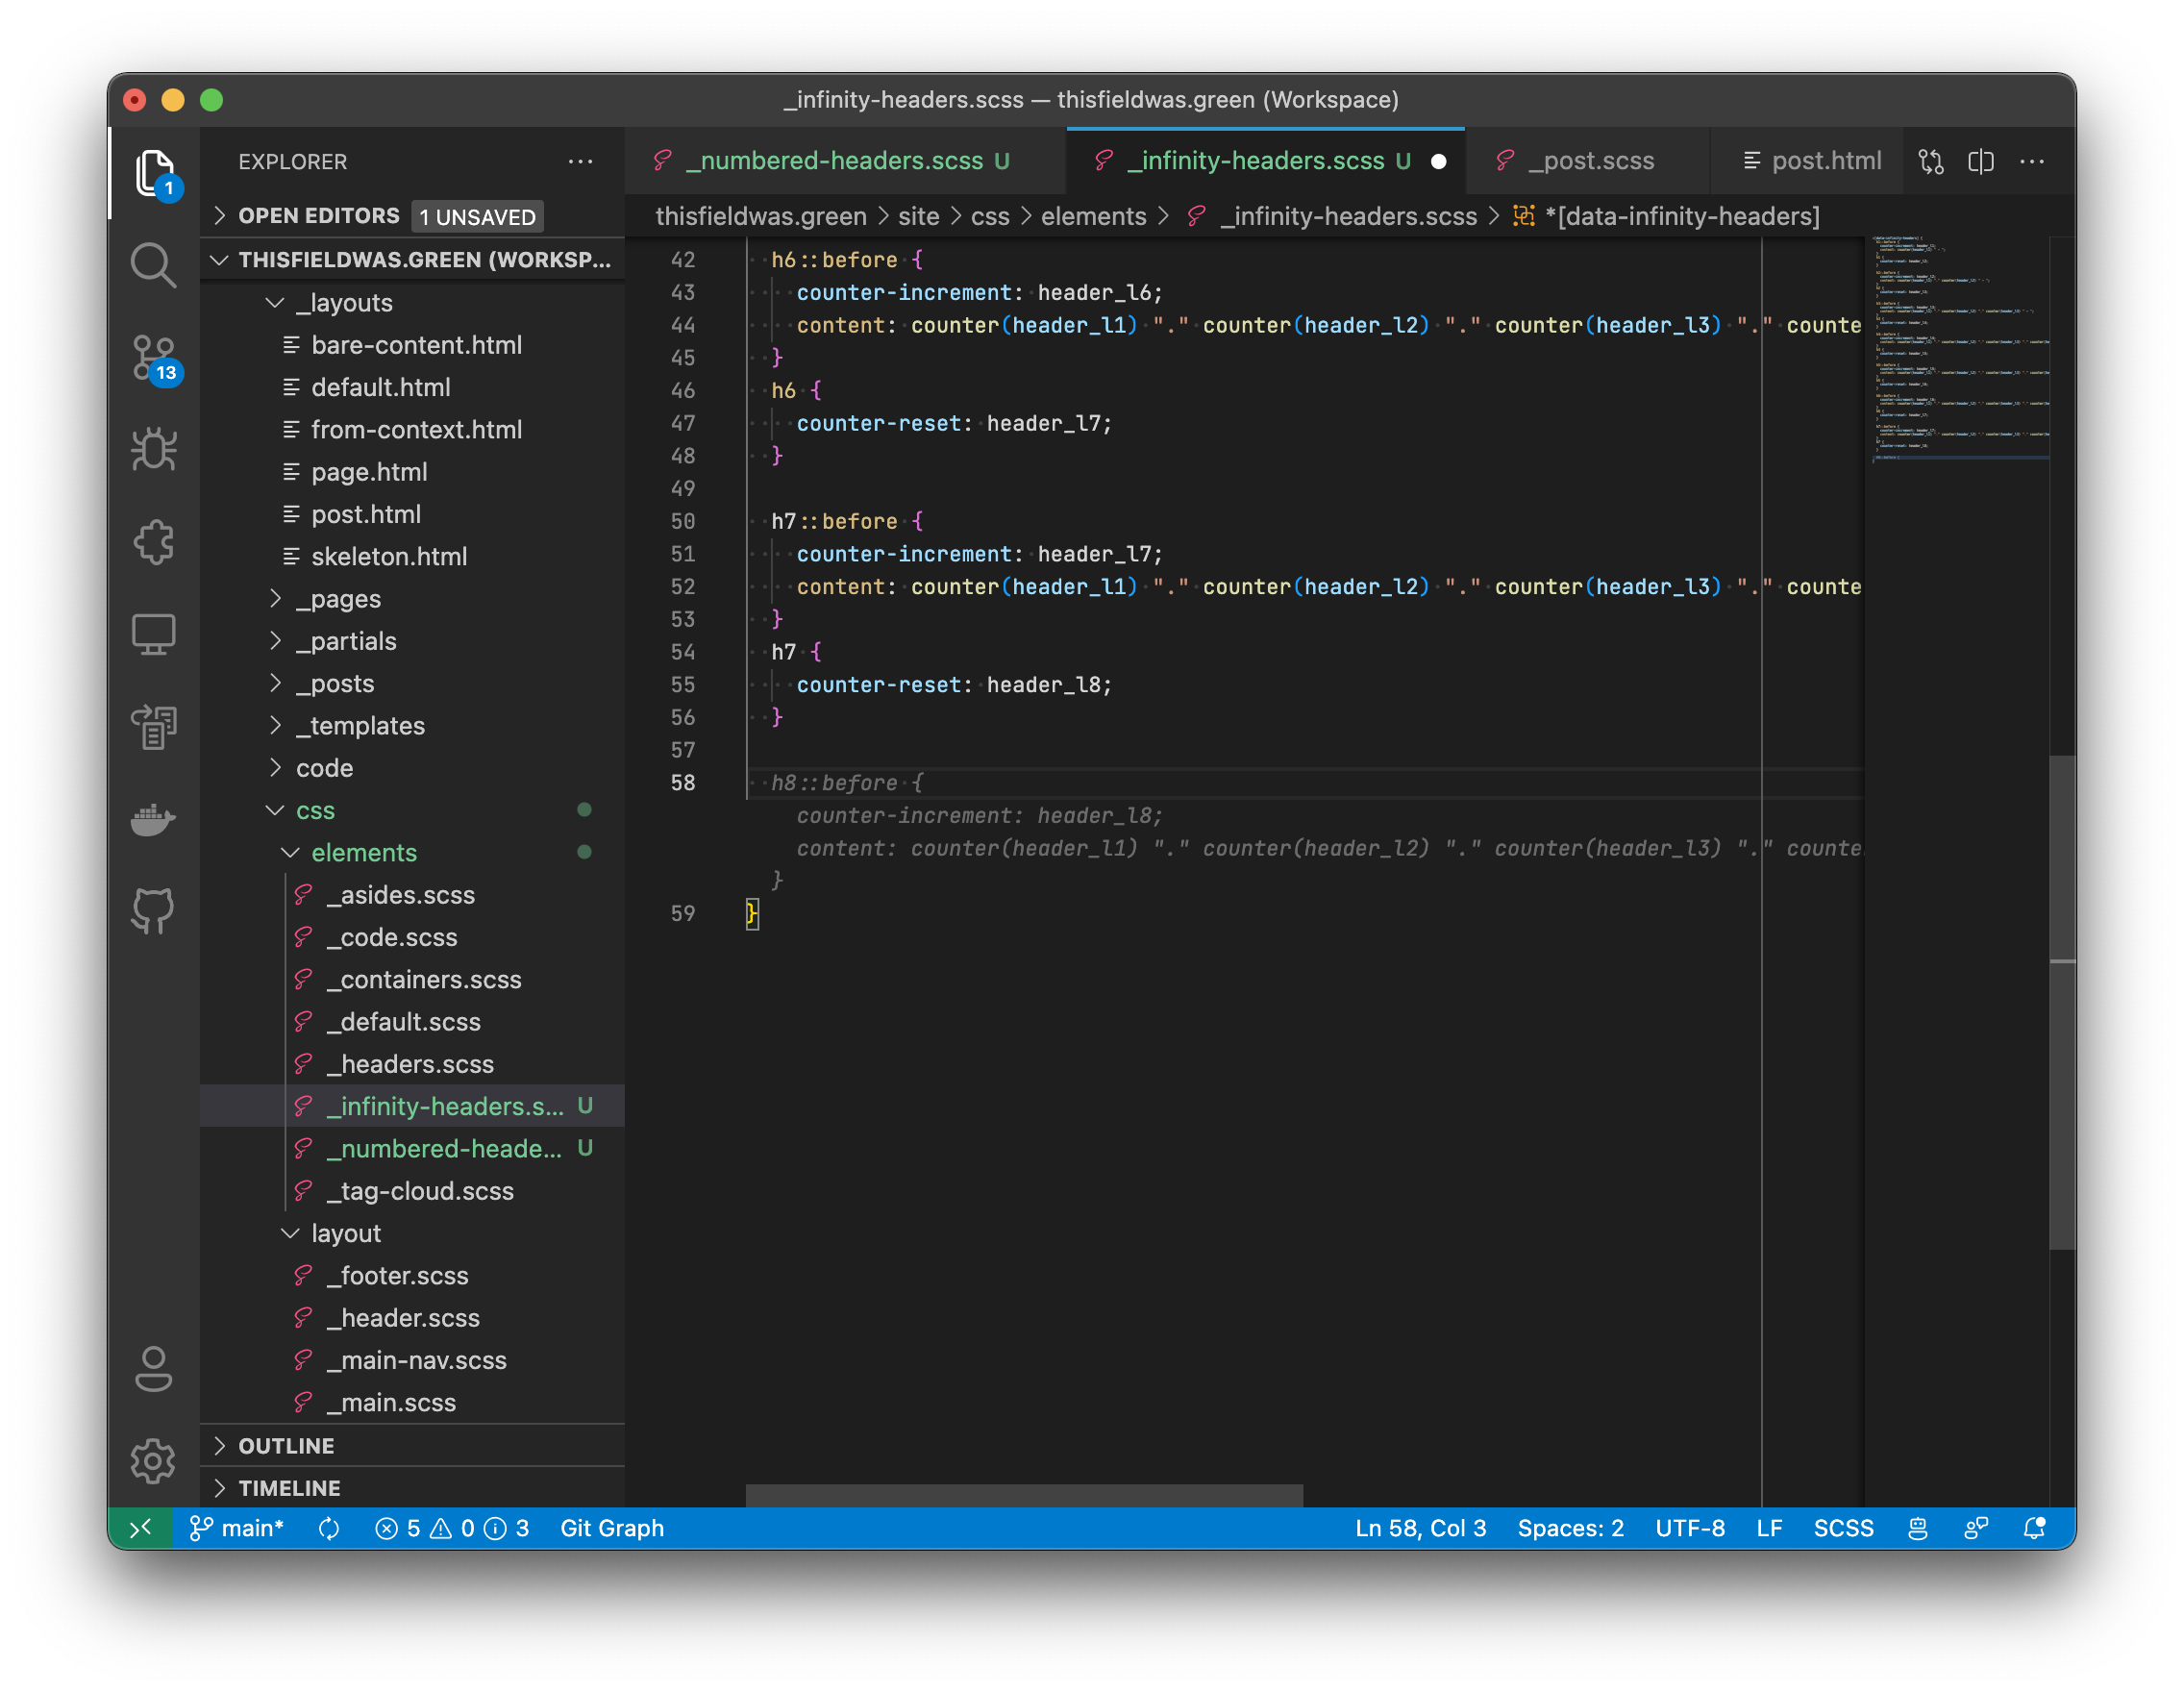 _infinity-headers.scss — thisfieldwas.green (Workspace)
EXPLORER
OPEN EDITORS 1 UNSAVED
THISFIELDWAS.GREEN (WORKSP...
_layouts
bare-content.html
default.html
from-context.html
page.html
post.html
skeleton.html
_pages
_partials
_posts
_templates
code
css
elements
_asides.scss
_code.scss
_containers.scss
_default.scss
_headers.scss
_infinity-headers.s... U
_numbered-heade... U
_tag-cloud.scss
layout
_footer.scss
_header.scss
_main-nav.scss
_main.scss
OUTLINE
TIMELINE
1
13
_numbered-headers.scss U
_infinity-headers.scss U
_post.scss
post.html
thisfieldwas.green > site > css > elements > _infinity-headers.scss > *[data-infinity-headers]
42 h6::before {
43 counter-increment: header_l6;
44 content: counter(header_l1) "." counter(header_l2) "." counter(header_l3) "." counte
45 }
46 h6 {
47 counter-reset: header_l7;
48 }
49
50 h7::before {
51 counter-increment: header_l7;
52 content: counter(header_l1) "." counter(header_l2) "." counter(header_l3) "." counte
53 }
54 h7 {
55 counter-reset: header_l8;
56 }
57
58 h8::before {
counter-increment: header_l8;
content: counter(header_l1) "." counter(header_l2) "." counter(header_l3) "." counte
}
59 }
main* 5 0 3 Git Graph
Ln 58, Col 3 Spaces: 2 UTF-8 LF SCSS